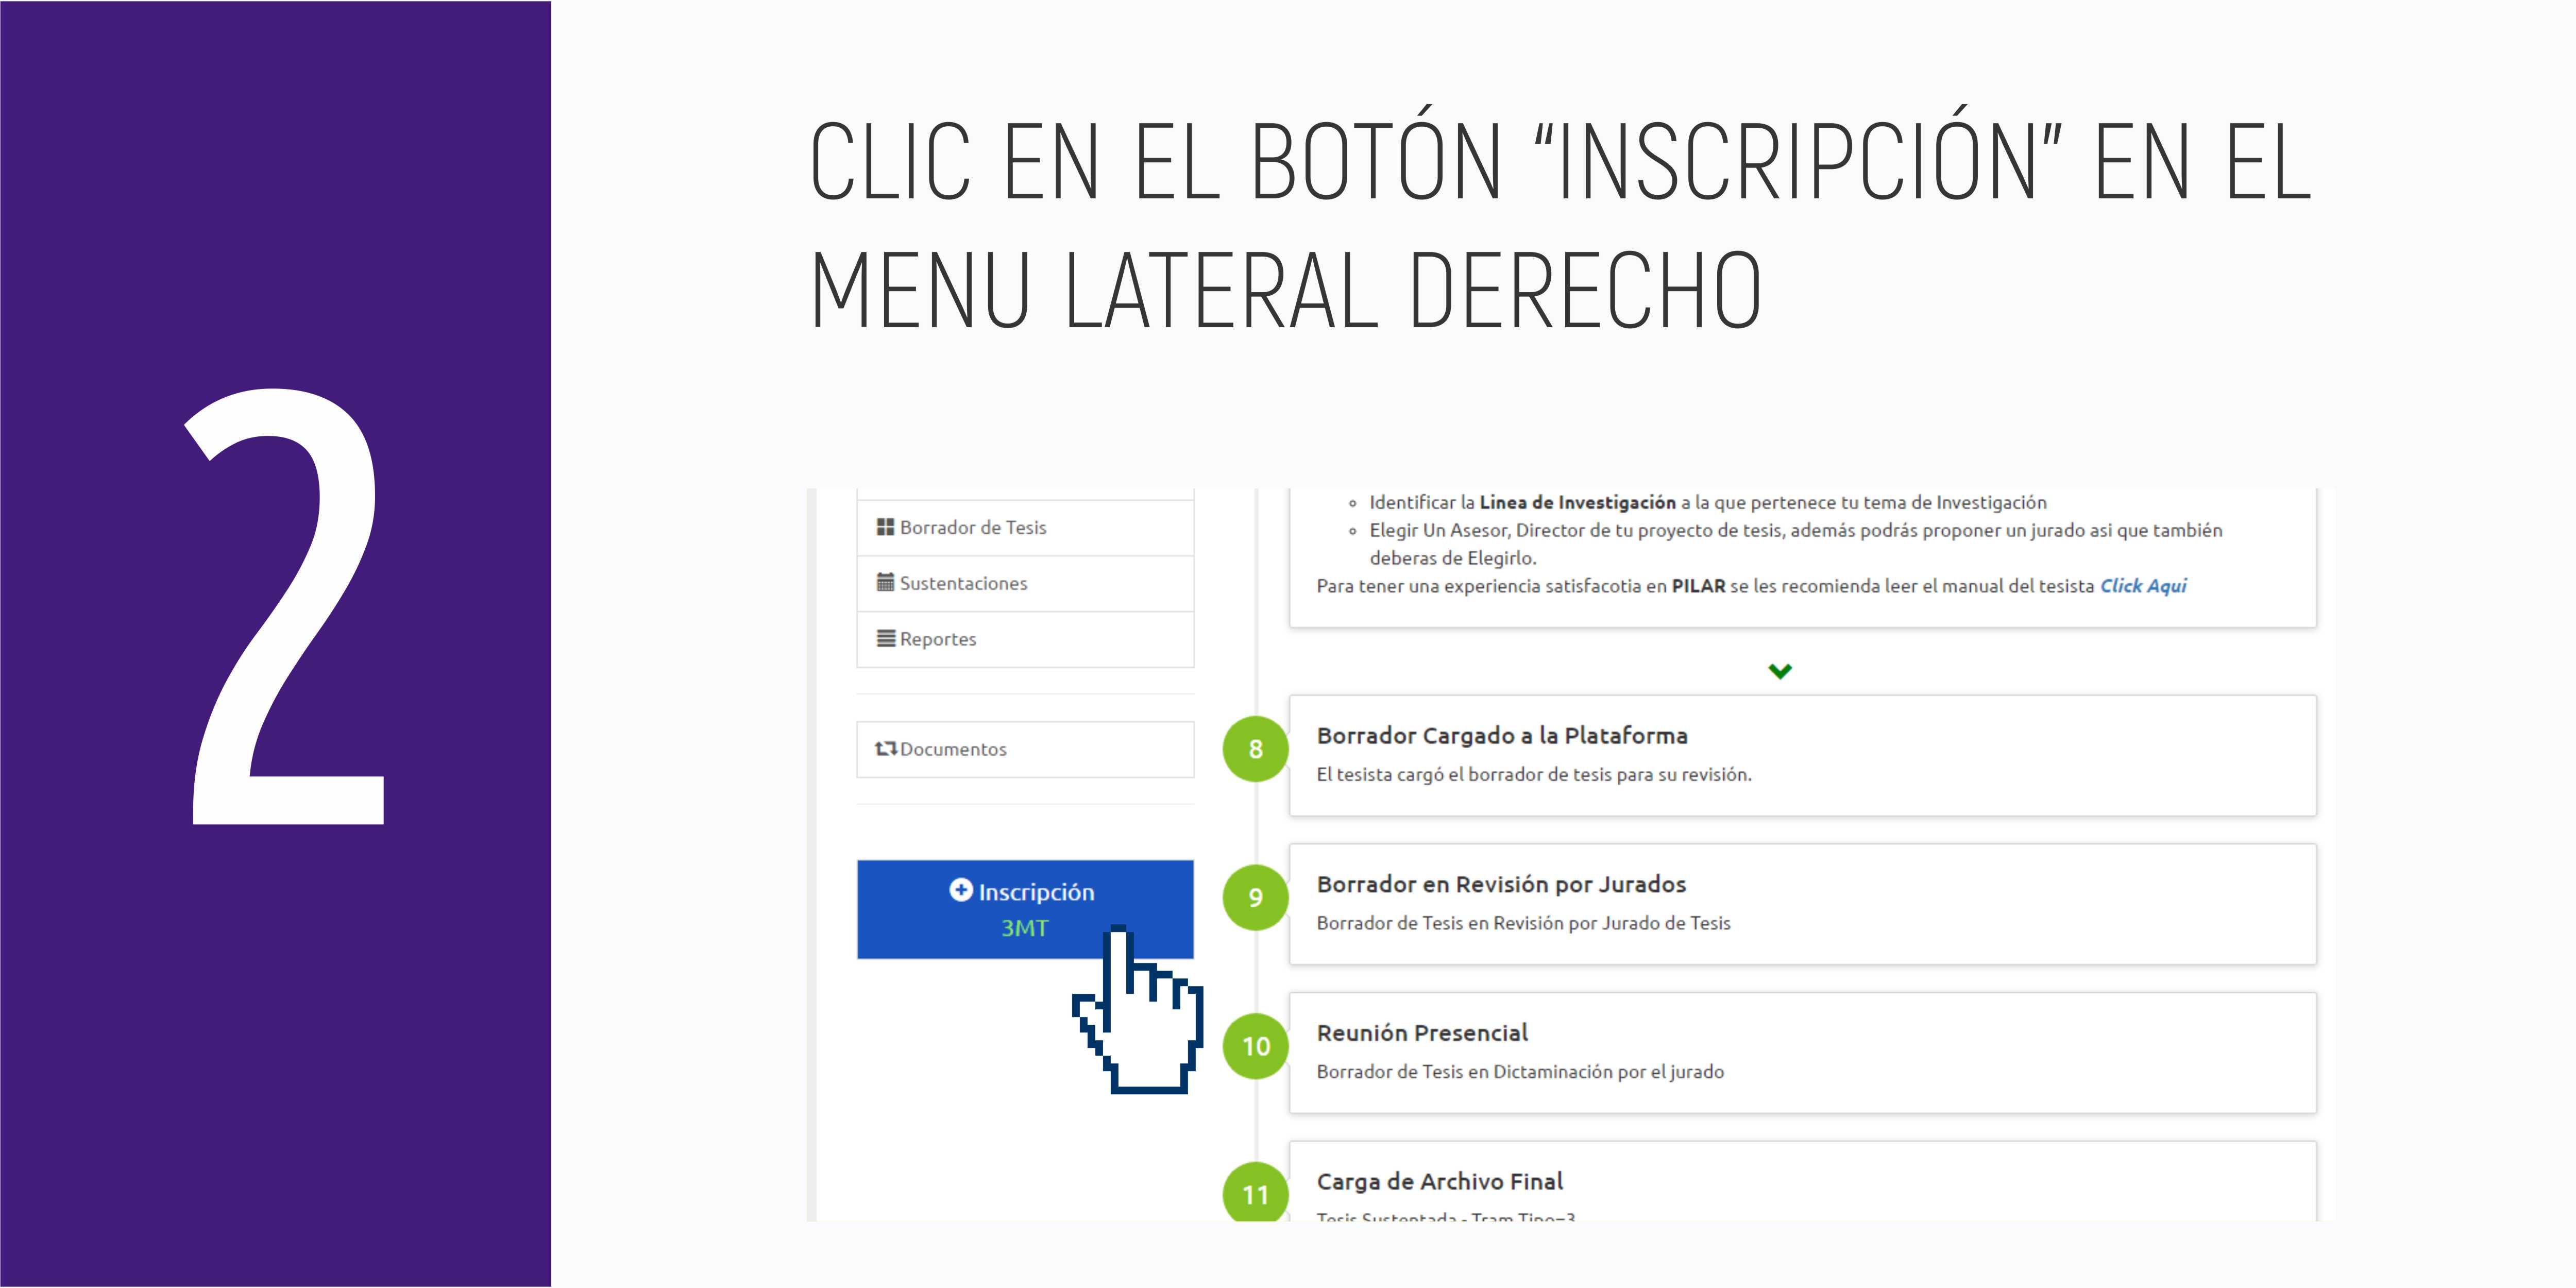 2
CLIC EN EL BOTÓN “INSCRIPCIÓN” EN EL
MENU LATERAL DERECHO
Borrador de Tesis
Sustentaciones
Reportes
Documentos
Inscripción
3MT
Identificar la Linea de Investigación a la que pertenece tu tema de Investigación
Elegir Un Asesor, Director de tu proyecto de tesis, además podrás proponer un jurado asi que también
deberas de Elegirlo.
Para tener una experiencia satisfacotia en PILAR se les recomienda leer el manual del tesista Click Aqui
8
Borrador Cargado a la Plataforma
El tesista cargó el borrador de tesis para su revisión.
9
Borrador en Revisión por Jurados
Borrador de Tesis en Revisión por Jurado de Tesis
10
Reunión Presencial
Borrador de Tesis en Dictaminación por el jurado
11
Carga de Archivo Final
Tesis Sustentada - Tram Tipo=3